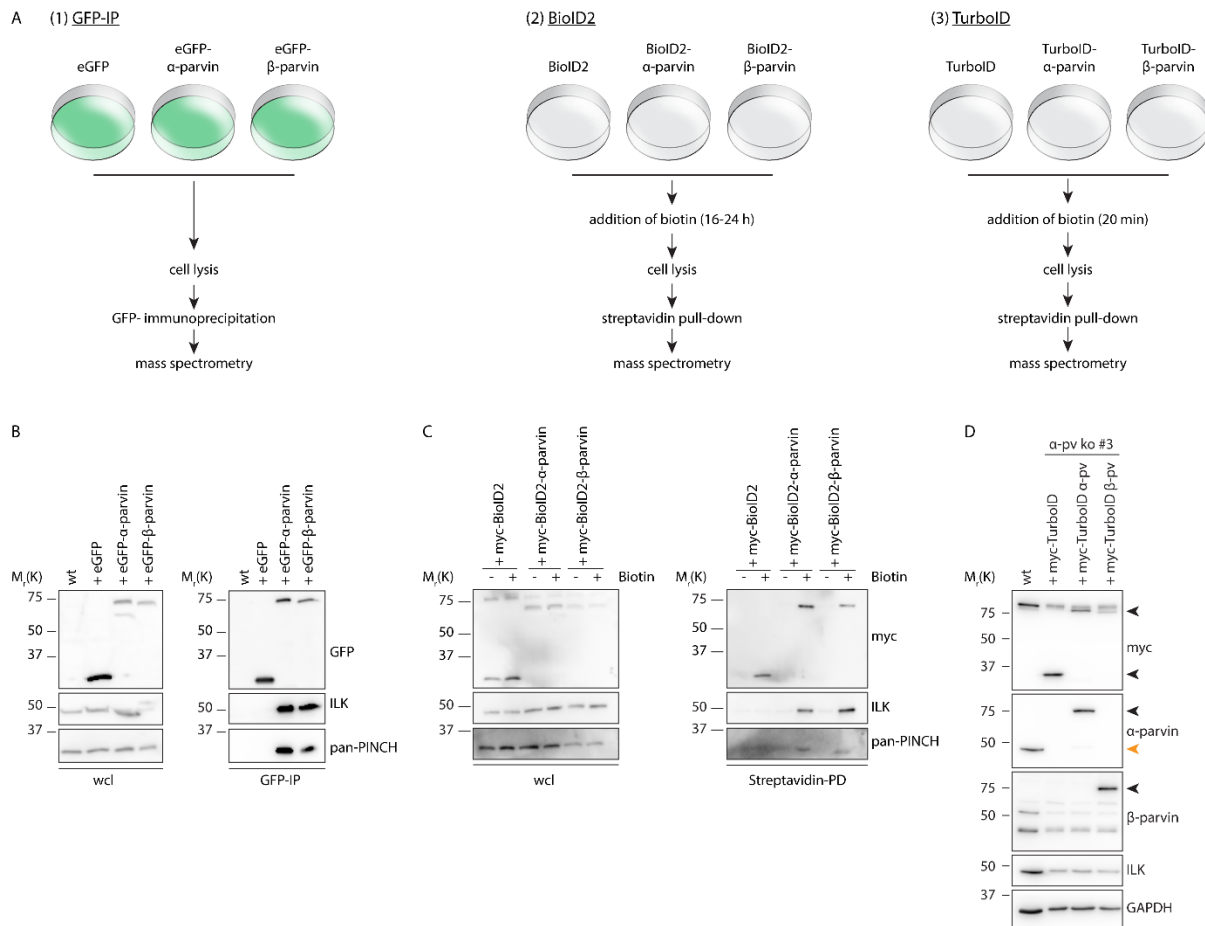 A
(1) GFP-IP
(2) BioID2
(3) TurboID
eGFP
eGFP-
α-parvin
eGFP-
β-parvin
BioID2
BioID2-
α-parvin
BioID2-
β-parvin
TurboID
TurboID-
α-parvin
TurboID-
β-parvin
cell lysis
GFP- immunoprecipitation
mass spectrometry
addition of biotin (16-24 h)
cell lysis
streptavidin pull-down
mass spectrometry
addition of biotin (20 min)
cell lysis
streptavidin pull-down
mass spectrometry
B
Mr(K)
wt
+ eGFP
+ eGFP-α-parvin
+ eGFP-β-parvin
75
50
37
50
37
wcl
wt
+ eGFP
+ eGFP-α-parvin
+ eGFP-β-parvin
Mr(K)
75
50
37
50
37
GFP
ILK
pan-PINCH
GFP-IP
C
+ myc-BioID2
+ myc-BioID2-α-parvin
+ myc-BioID2-β-parvin
Mr(K)
- + - + - + Biotin
75
50
37
50
37
wcl
+ myc-BioID2
+ myc-BioID2-α-parvin
+ myc-BioID2-β-parvin
Mr(K)
- + - + - + Biotin
75
50
37
50
37
myc
ILK
pan-PINCH
Streptavidin-PD
D
α-pv ko #3
Mr(K)
wt
+ myc-TurboID
+ myc-TurboID α-pv
+ myc-TurboID β-pv
75
50
37
myc
75
50
α-parvin
75
50
β-parvin
50
ILK
37
GAPDH